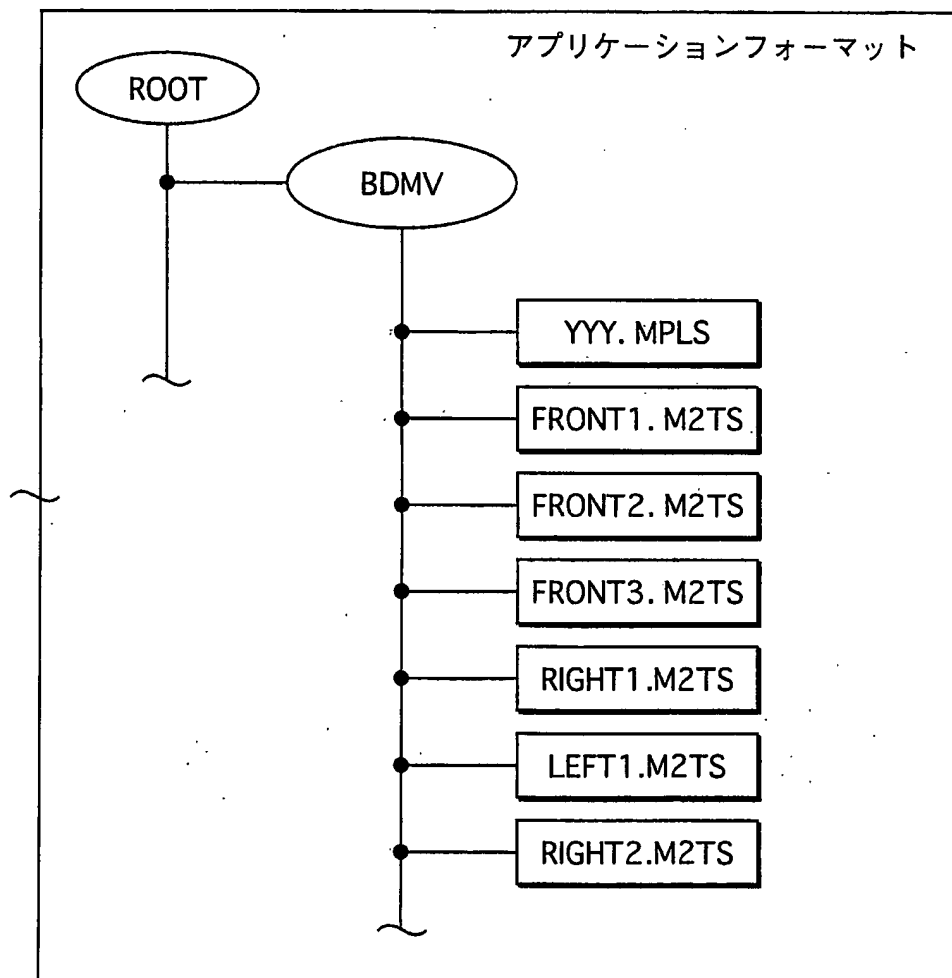 アプリケーションフォーマット
ROOT
BDMV
YYY. MPLS
FRONT1. M2TS
FRONT2. M2TS
FRONT3. M2TS
RIGHT1.M2TS
LEFT1.M2TS
RIGHT2.M2TS